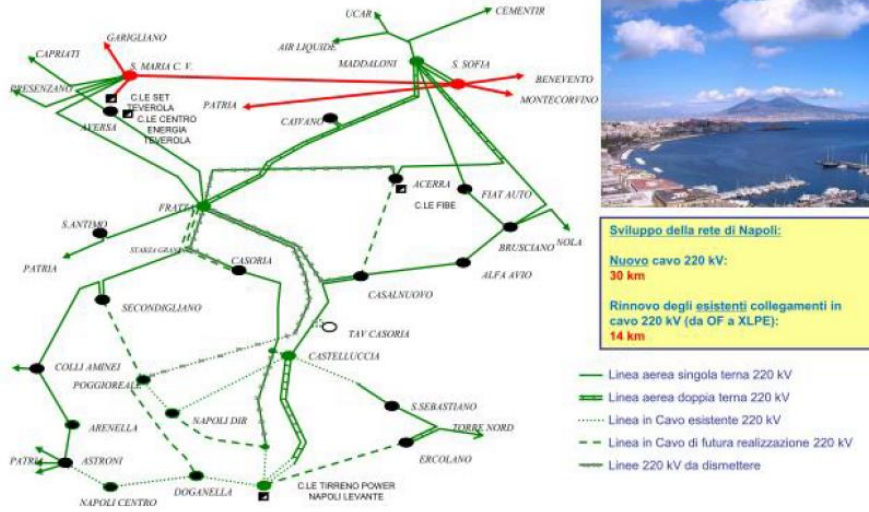 UCAR
CEMENTIR
GARIGLIANO
CAPRIATI
AIR LIQUIDE
S. MARIA C. V.
MADDALONI
S. SOFIA
PRESENZANO
BENEVENTO
C.LE SET
TEVEROLA
PATRIA
MONTECORVINO
C.LE CENTRO
ENERGIA
TEVEROLA
AVERSA
CAIVANO
ACERRA
FIAT AUTO
C.LE FIBE
FRATTA
S.ANTIMO
BRUSCIANO
NOLA
STARZA GRANDE
PATRIA
CASORIA
CASALNUOVO
ALFA AVIO
SECONDIGLIANO
TAV CASORIA
CASTELLUCCIA
COLLI AMINEI
POGGIOREALE
NAPOLI DIR
S.SEBASTIANO
ARENELLA
TORRE NORD
ERCOLANO
PATRIA
ASTRONI
NAPOLI CENTRO
DOGANELLA
C.LE TIRRENO POWER
NAPOLI LEVANTE
Sviluppo della rete di Napoli:
Nuovo cavo 220 kV:
30 km
Rinnovo degli esistenti collegamenti in
cavo 220 kV (da OF a XLPE):
14 km
Linea aerea singola terna 220 kV
Linea aerea doppia terna 220 kV
Linea in Cavo esistente 220 kV
Linea in Cavo di futura realizzazione 220 kV
Linee 220 kV da dismettere